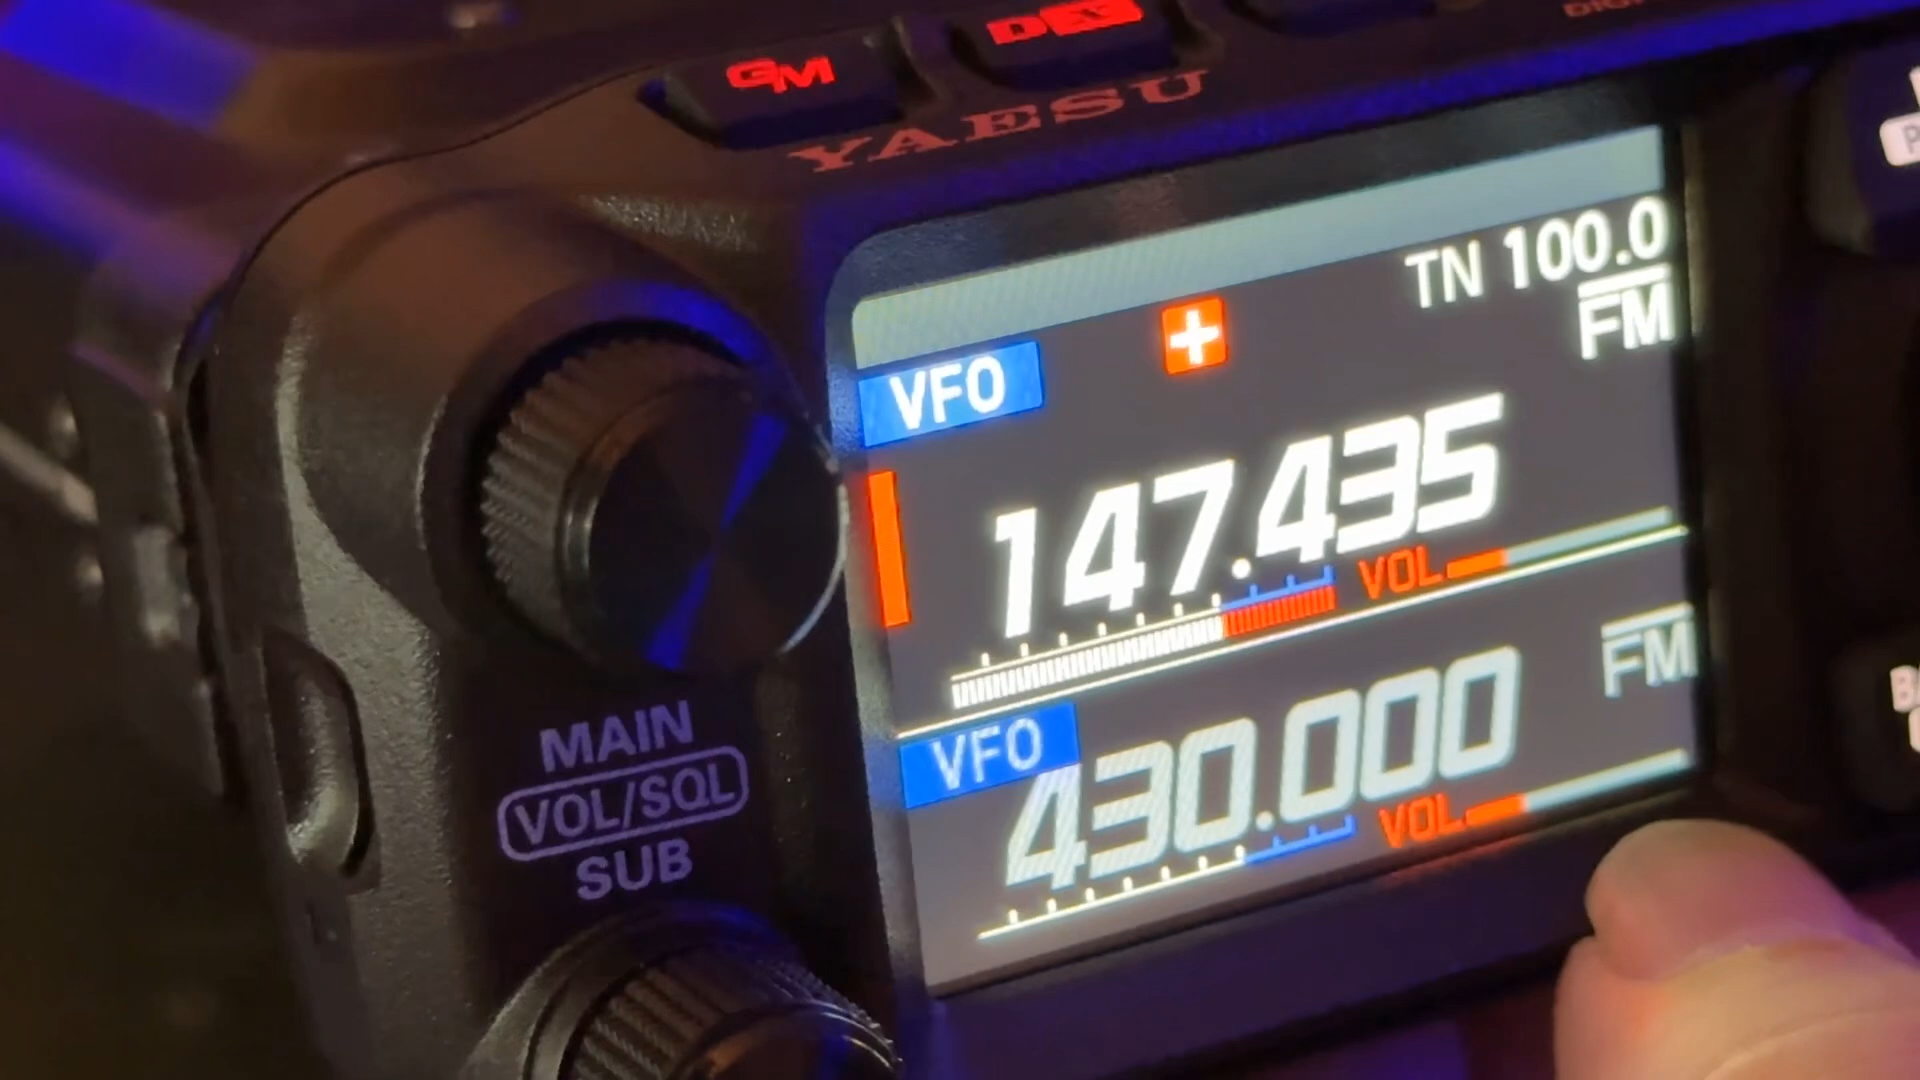 GM DX
YAESU
TN 100.0
FM
VFO
147.435
VOL
FM
VFO
430.000
VOL
MAIN
VOL/SQL
SUB